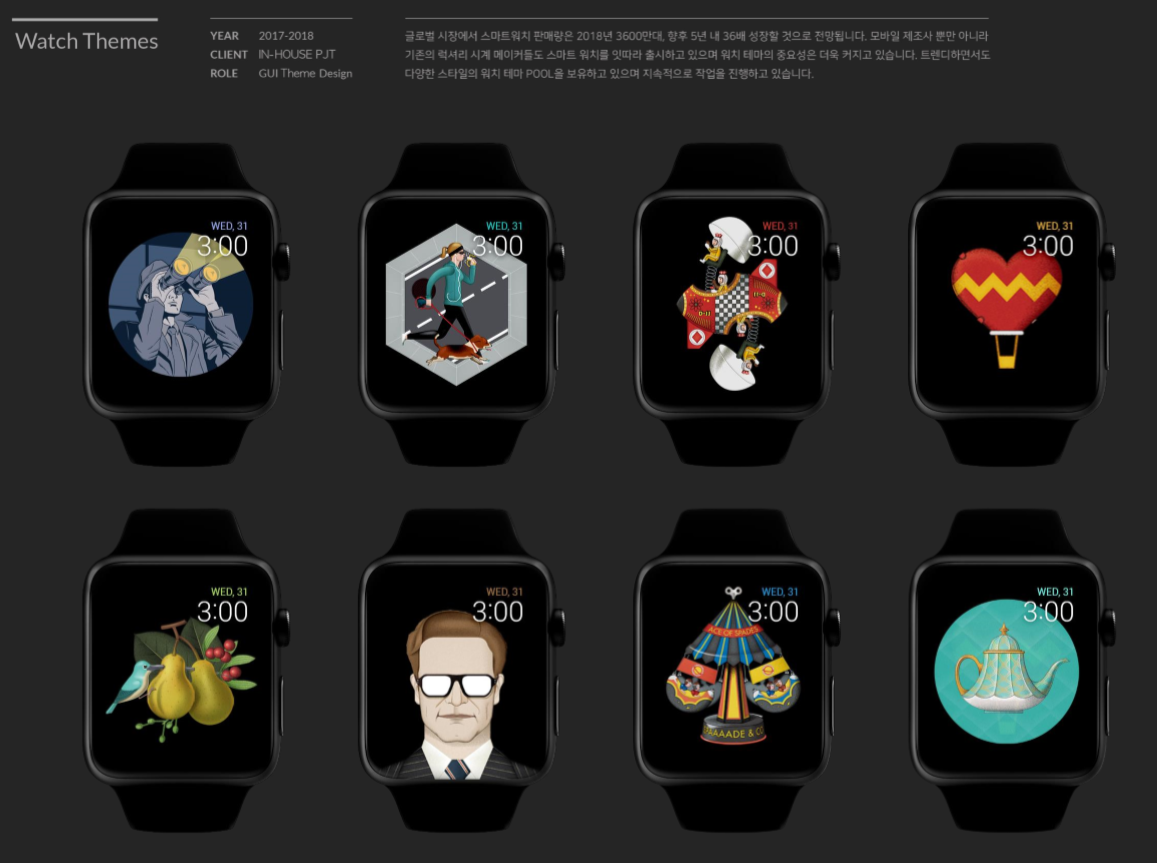 Watch Themes
YEAR 2017-2018
CLIENT IN-HOUSE PJT
ROLE GUI Theme Design
글로벌 시장에서 스마트워치 판매량은 2018년 3600만대, 향후 5년 내 36배 성장할 것으로 전망됩니다. 모바일 제조사 뿐만 아니라
기존의 럭셔리 시계 메이커들도 스마트 워치를 잇따라 출시하고 있으며 워치 테마의 중요성은 더욱 커지고 있습니다. 트렌디하면서도
다양한 스타일의 워치 테마 POOL을 보유하고 있으며 지속적으로 작업을 진행하고 있습니다.
WED, 31
3:00
WED, 31
3:00
WED, 31
3:00
WED, 31
3:00
WED, 31
3:00
WED, 31
3:00
WED, 31
3:00
ACE OF SPADES
WED, 31
3:00